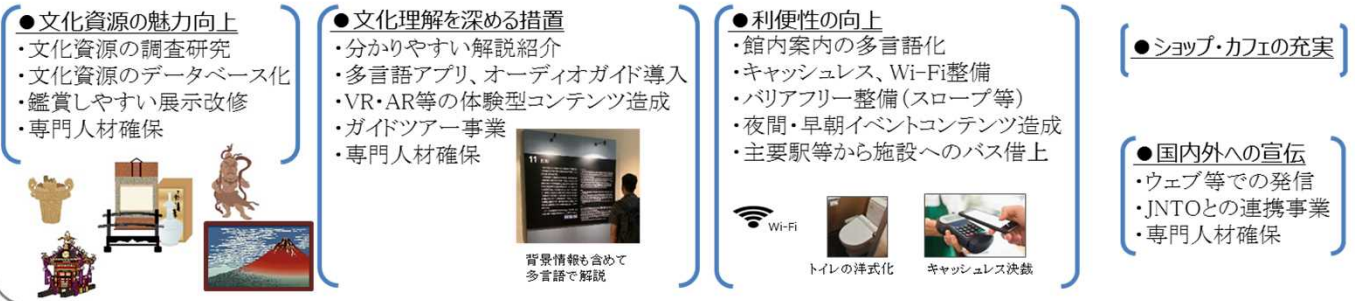 ●文化資源の魅力向上
・文化資源の調査研究
・文化資源のデータベース化
・鑑賞しやすい展示改修
・専門人材確保
●文化理解を深める措置
・分かりやすい解説紹介
・多言語アプリ、オーディオガイド導入
・VR・AR等の体験型コンテンツ造成
・ガイドツアー事業
・専門人材確保
11
背景情報も含めて
多言語で解説
●利便性の向上
・館内案内の多言語化
・キャッシュレス、Wi-Fi整備
・バリアフリー整備(スロープ等)
・夜間・早朝イベントコンテンツ造成
・主要駅等から施設へのバス借上
Wi-Fi
トイレの洋式化
キャッシュレス決裁
●ショップ・カフェの充実
●国内外への宣伝
・ウェブ等での発信
・JNTOとの連携事業
・専門人材確保